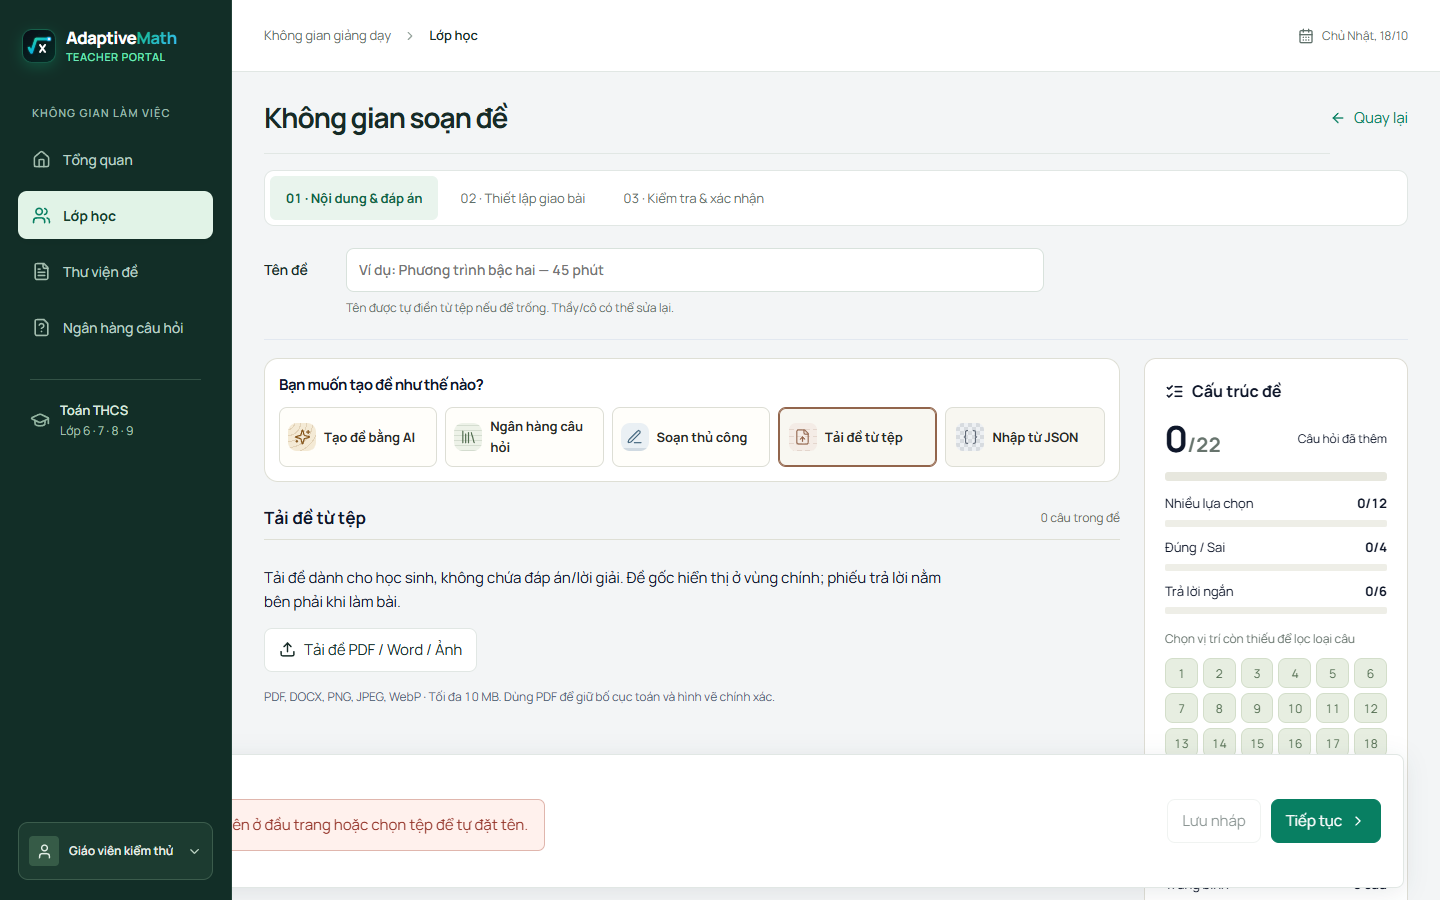 AdaptiveMath
TEACHER PORTAL
KHÔNG GIAN LÀM VIỆC
Tổng quan
Lớp học
Thư viện đề
Ngân hàng câu hỏi
Toán THCS
Lớp 6 · 7 · 8 · 9
Giáo viên kiểm thử
Không gian giảng dạy
Lớp học
Chủ Nhật, 18/10
Không gian soạn đề
Quay lại
01 · Nội dung & đáp án
02 · Thiết lập giao bài
03 · Kiểm tra & xác nhận
Tên đề
Ví dụ: Phương trình bậc hai — 45 phút
Tên được tự điền từ tệp nếu để trống. Thầy/cô có thể sửa lại.
Bạn muốn tạo đề như thế nào?
Tạo đề bằng AI
Ngân hàng câu
hỏi
Soạn thủ công
Tải đề từ tệp
{} Nhập từ JSON
Tải đề từ tệp
0 câu trong đề
Tải đề dành cho học sinh, không chứa đáp án/lời giải. Đề gốc hiển thị ở vùng chính; phiếu trả lời nằm
bên phải khi làm bài.
Tải đề PDF / Word / Ảnh
PDF, DOCX, PNG, JPEG, WebP · Tối đa 10 MB. Dùng PDF để giữ bố cục toán và hình vẽ chính xác.
Cấu trúc đề
0/22
Câu hỏi đã thêm
Nhiều lựa chọn
0/12
Đúng / Sai
0/4
Trả lời ngắn
0/6
Chọn vị trí còn thiếu để lọc loại câu
1 2 3 4 5 6
7 8 9 10 11 12
13 14 15 16 17 18
ên ở đầu trang hoặc chọn tệp để tự đặt tên.
Lưu nháp
Tiếp tục